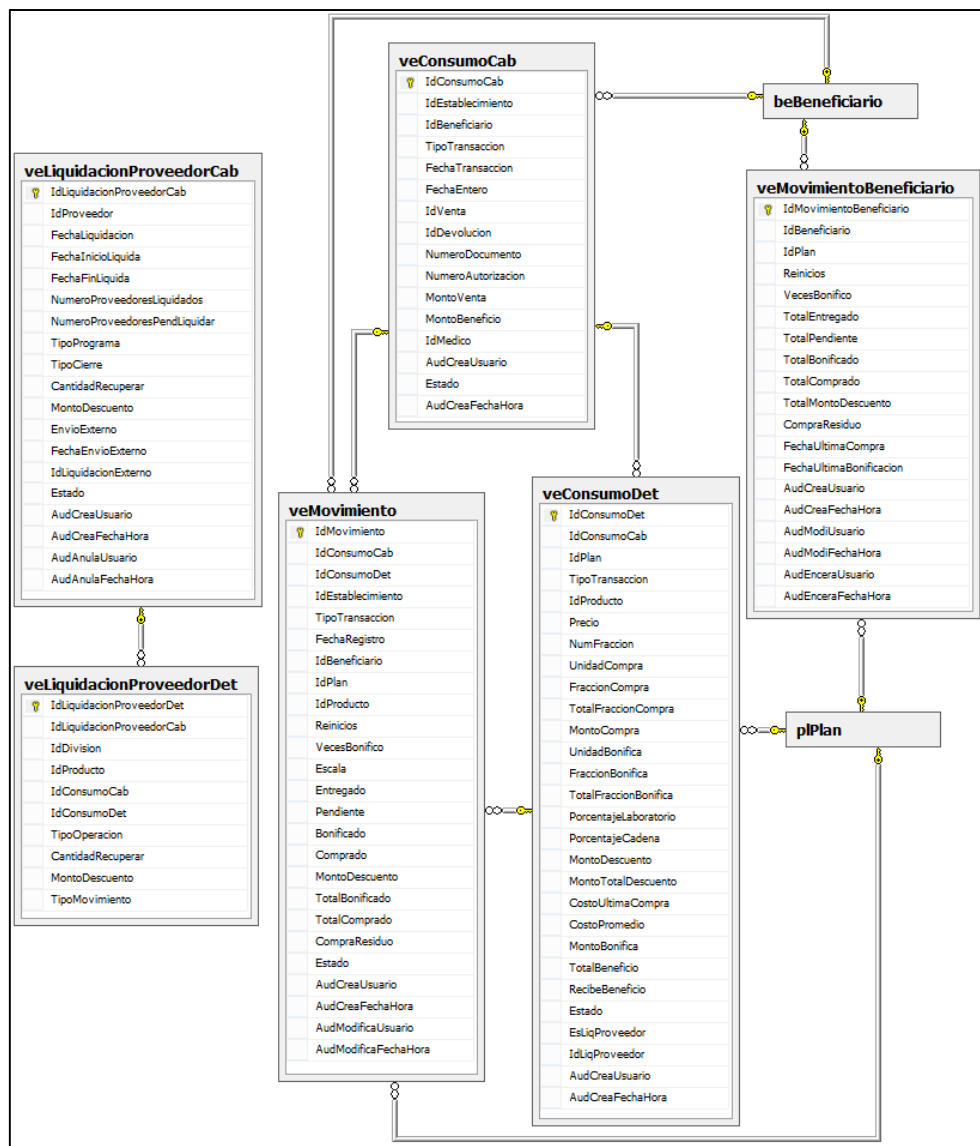 veConsumoCab
IdConsumoCab
IdEstablecimiento
IdBeneficiario
TipoTransaccion
FechaTransaccion
FechaEntero
IdVenta
IdDevolucion
NumeroDocumento
NumeroAutorizacion
MontoVenta
MontoBeneficio
IdMedico
AudCreaUsuario
Estado
AudCreaFechaHora
beBeneficiario
veLiquidacionProveedorCab
IdLiquidacionProveedorCab
IdProveedor
FechaLiquidacion
FechaInicioLiquida
FechaFinLiquida
NumeroProveedoresLiquidados
NumeroProveedoresPendLiquidar
TipoPrograma
TipoCierre
CantidadRecuperar
MontoDescuento
EnvioExterno
FechaEnvioExterno
IdLiquidacionExterno
Estado
AudCreaUsuario
AudCreaFechaHora
AudAnulaUsuario
AudAnulaFechaHora
veMovimientoBeneficiario
IdMovimientoBeneficiario
IdBeneficiario
IdPlan
Reinicios
VecesBonifico
TotalEntregado
TotalPendiente
TotalBonificado
TotalComprado
TotalMontoDescuento
CompraResiduo
FechaUltimaCompra
FechaUltimaBonificacion
AudCreaUsuario
AudCreaFechaHora
AudModiUsuario
AudModiFechaHora
AudEnceraUsuario
AudEnceraFechaHora
veMovimiento
IdMovimiento
IdConsumoCab
IdConsumoDet
IdEstablecimiento
TipoTransaccion
FechaRegistro
IdBeneficiario
IdPlan
IdProducto
Reinicios
VecesBonifico
Escala
Entregado
Pendiente
Bonificado
Comprado
MontoDescuento
TotalBonificado
TotalComprado
CompraResiduo
Estado
AudCreaUsuario
AudCreaFechaHora
AudModificaUsuario
AudModificaFechaHora
veConsumoDet
IdConsumoDet
IdConsumoCab
IdPlan
TipoTransaccion
IdProducto
Precio
NumFraccion
UnidadCompra
FraccionCompra
TotalFraccionCompra
MontoCompra
UnidadBonifica
FraccionBonifica
TotalFraccionBonifica
PorcentajeLaboratorio
PorcentajeCadena
MontoDescuento
MontoTotalDescuento
CostoUltimaCompra
CostoPromedio
MontoBonifica
TotalBeneficio
RecibeBeneficio
Estado
EsLiqProveedor
IdLiqProveedor
AudCreaUsuario
AudCreaFechaHora
veLiquidacionProveedorDet
IdLiquidacionProveedorDet
IdLiquidacionProveedorCab
IdDivision
IdProducto
IdConsumoCab
IdConsumoDet
TipoOperacion
CantidadRecuperar
MontoDescuento
TipoMovimiento
plPlan